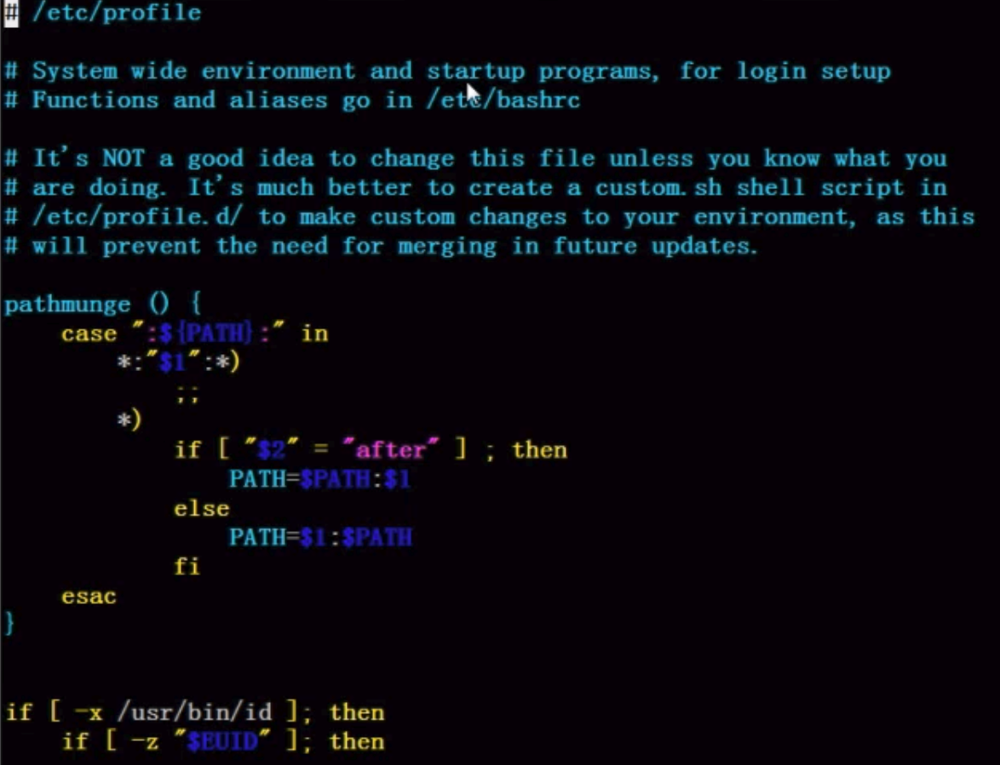 # /etc/profile

# System wide environment and startup programs, for login setup
# Functions and aliases go in /etc/bashrc

# It's NOT a good idea to change this file unless you know what you
# are doing. It's much better to create a custom.sh shell script in
# /etc/profile.d/ to make custom changes to your environment, as this
# will prevent the need for merging in future updates.

pathmunge () {
    case ":${PATH}:" in
        *:"$1":*)
            ;;
        *)
            if [ "$2" = "after" ] ; then
                PATH=$PATH:$1
            else
                PATH=$1:$PATH
            fi
    esac
}


if [ -x /usr/bin/id ]; then
    if [ -z "$EUID" ]; then